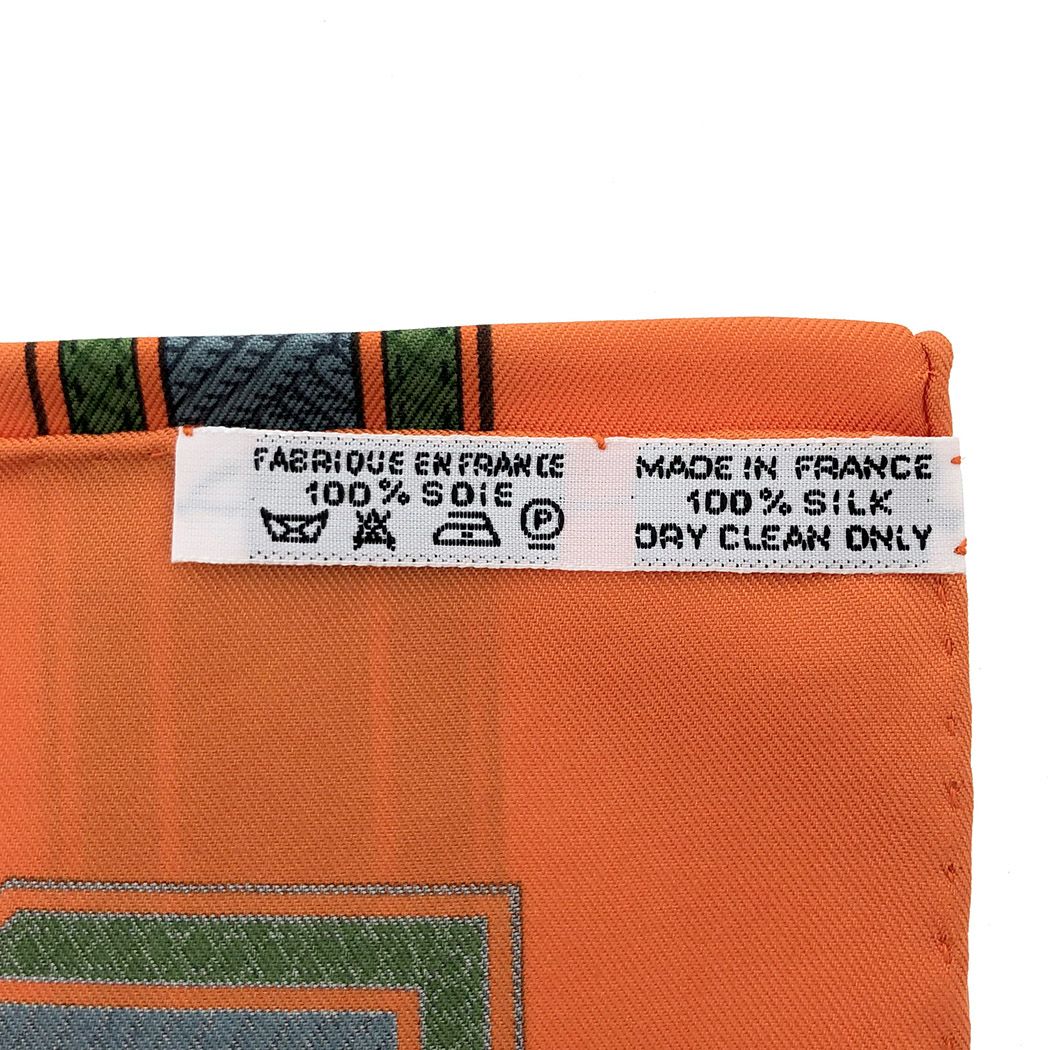 FABRIQUE EN FRANCE
100% SOIE
P
MADE IN FRANCE
100% SILK
DRY CLEAN ONLY